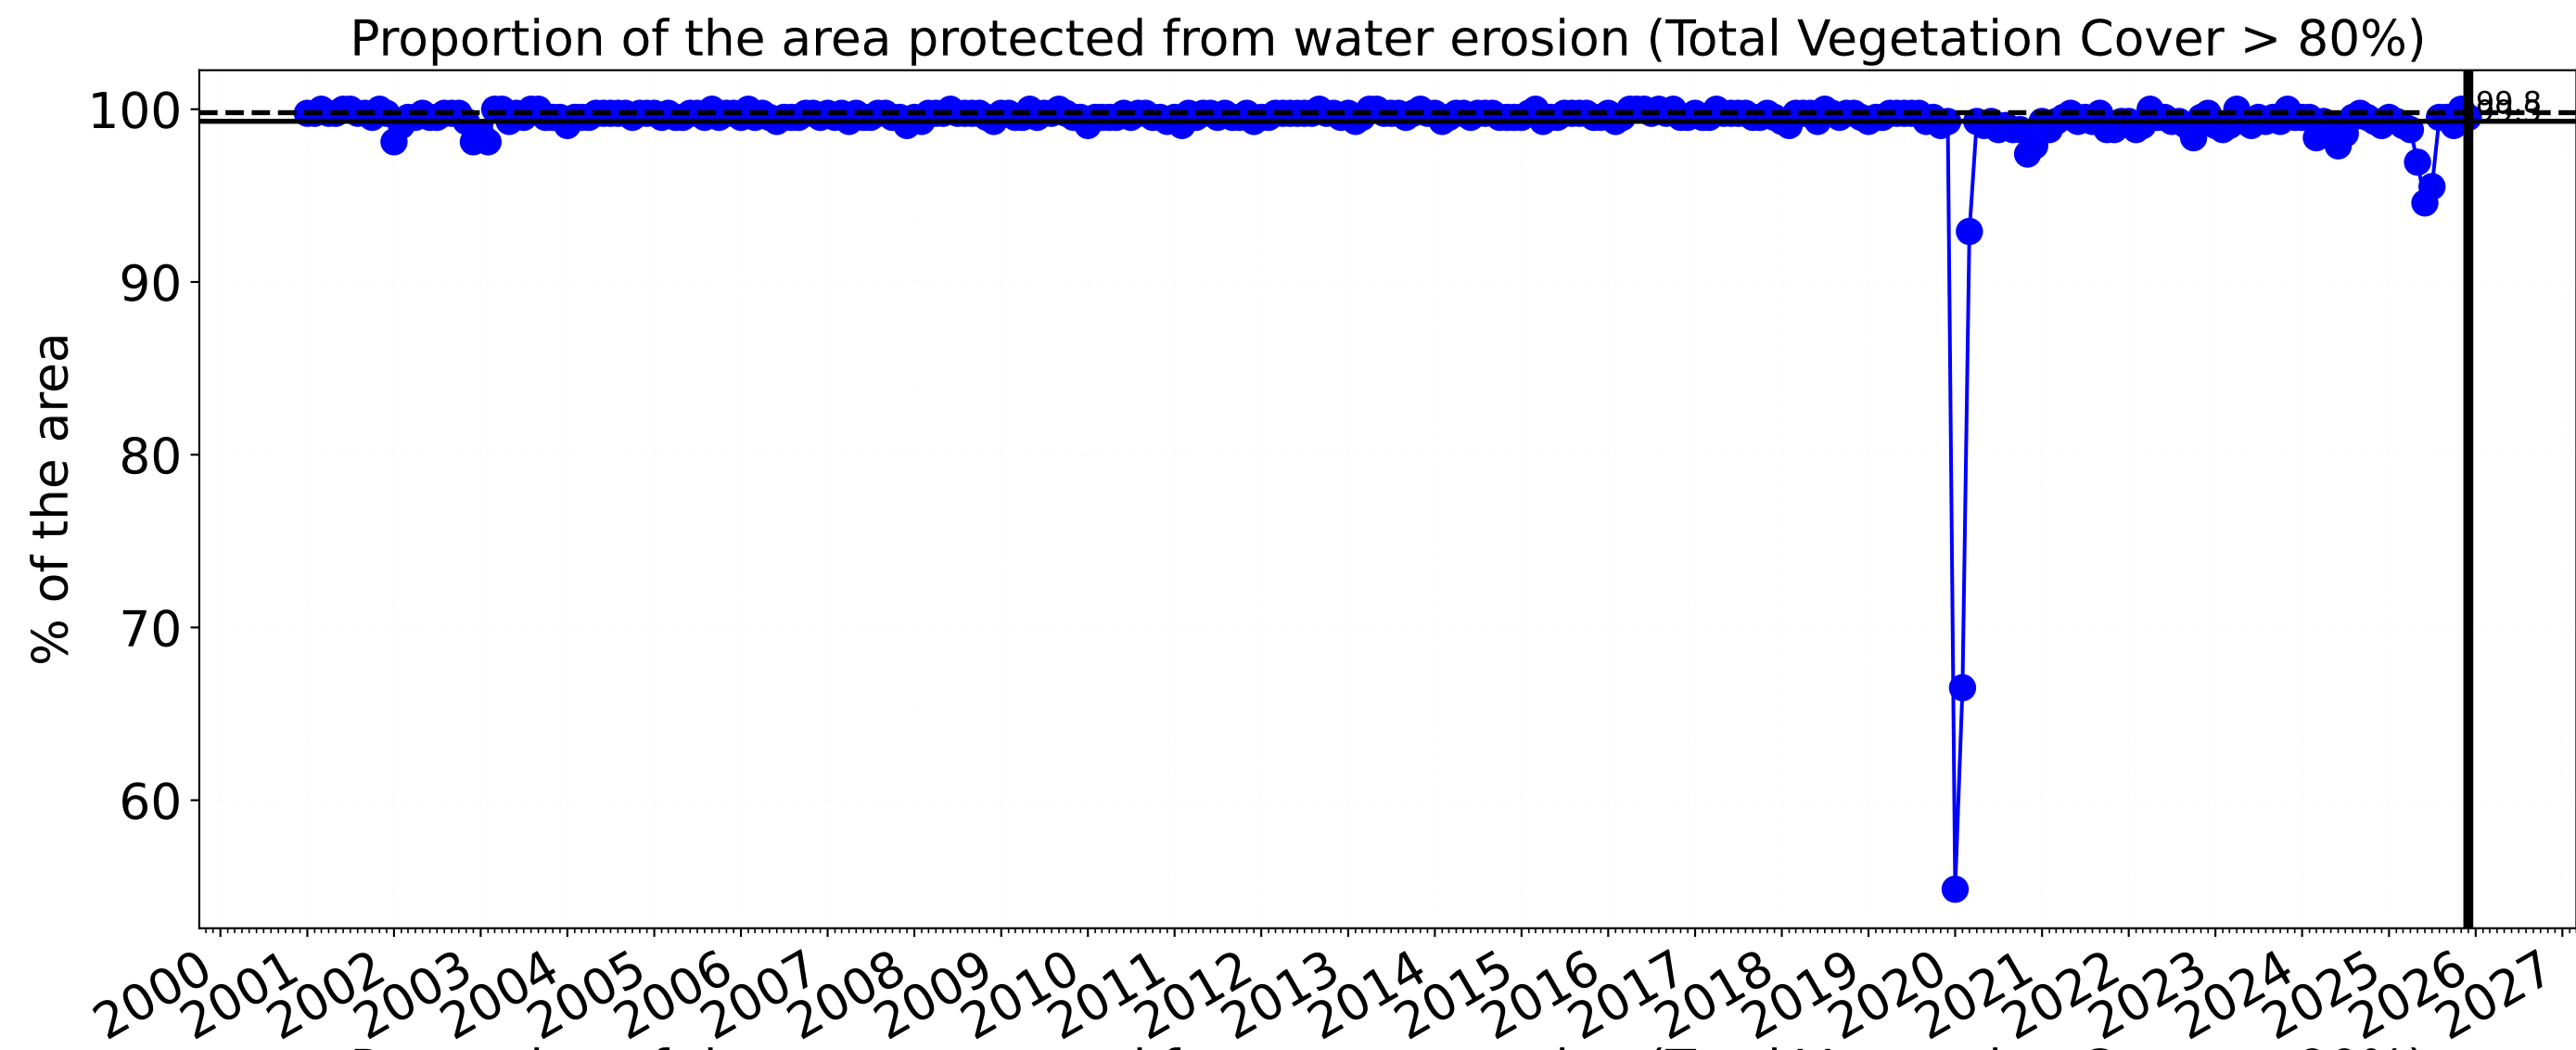 Proportion of the area protected from water erosion (Total Vegetation Cover > 80%)
% of the area
100
90
80
70
60
99.8
2000 2001 2002 2003 2004 2005 2006 2007 2008 2009 2010 2011 2012 2013 2014 2015 2016 2017 2018 2019 2020 2021 2022 2023 2024 2025 2026 2027